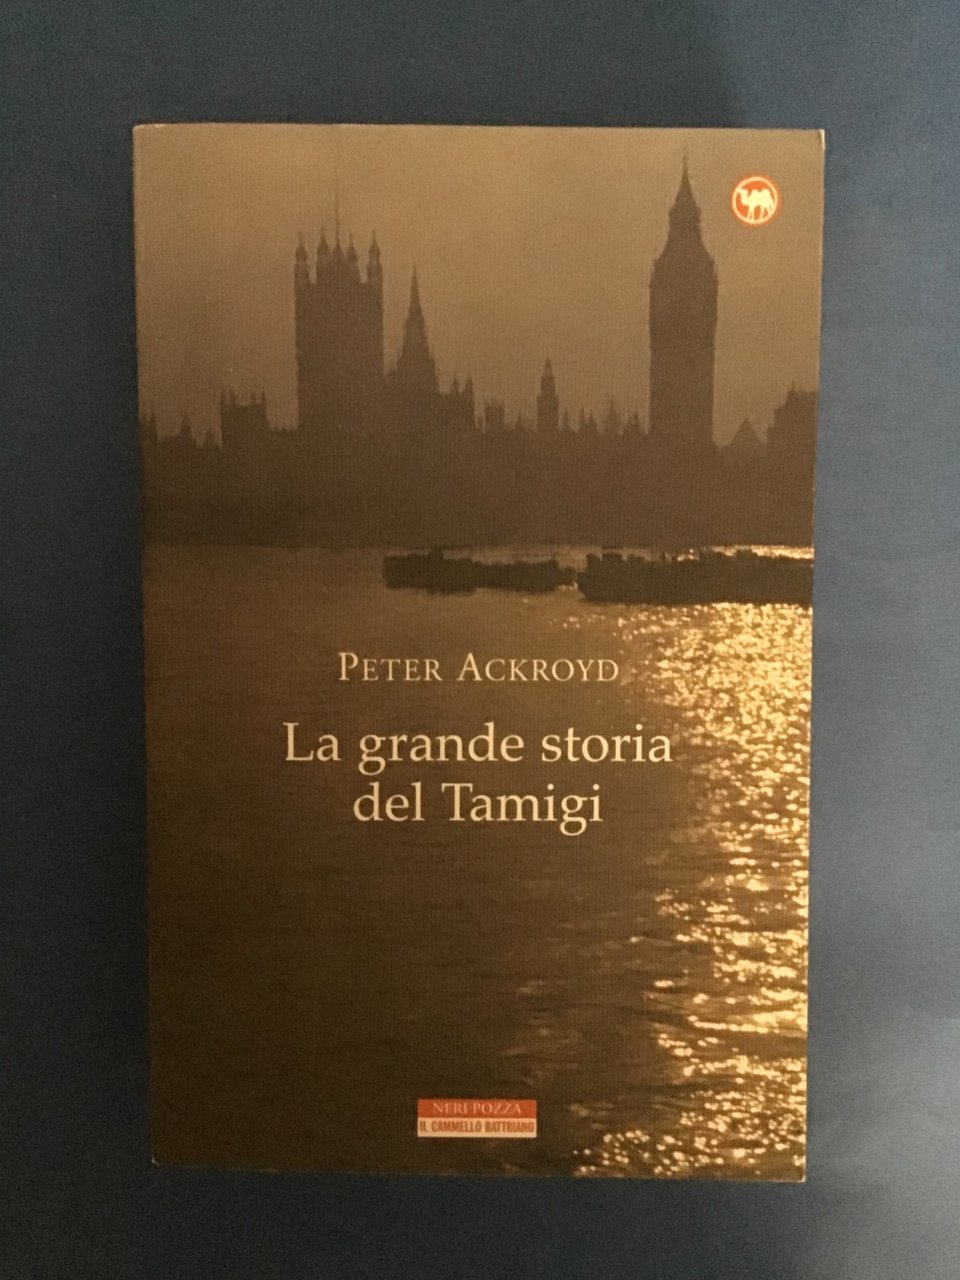 PETER ACKROYD
La grande storia
del Tamigi
NERI POZZA
IL CAMMELLO BATTRIANO